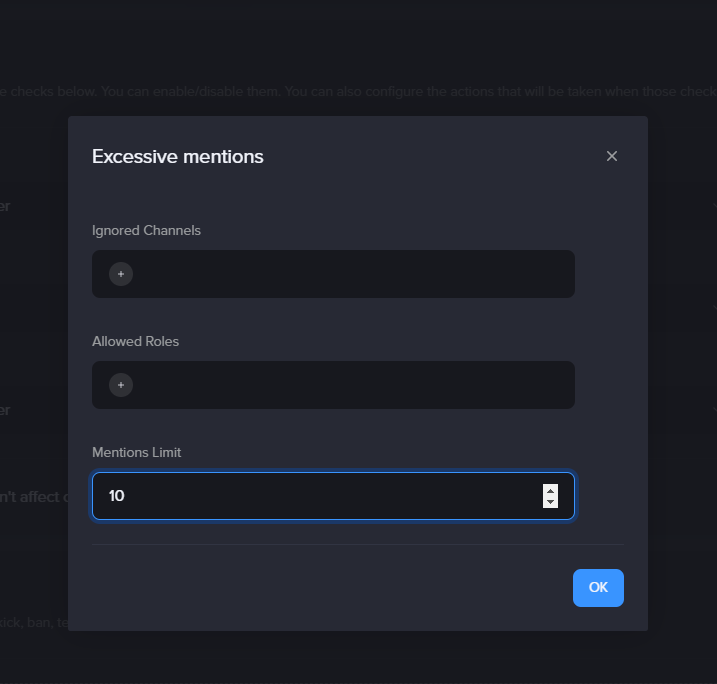 e checks below. You can enable/disable them. You can also configure the actions that will be taken when those check
Excessive mentions
er
Ignored Channels
+
Allowed Roles
+
er
Mentions Limit
n't affect c
10
OK
kick, ban, te